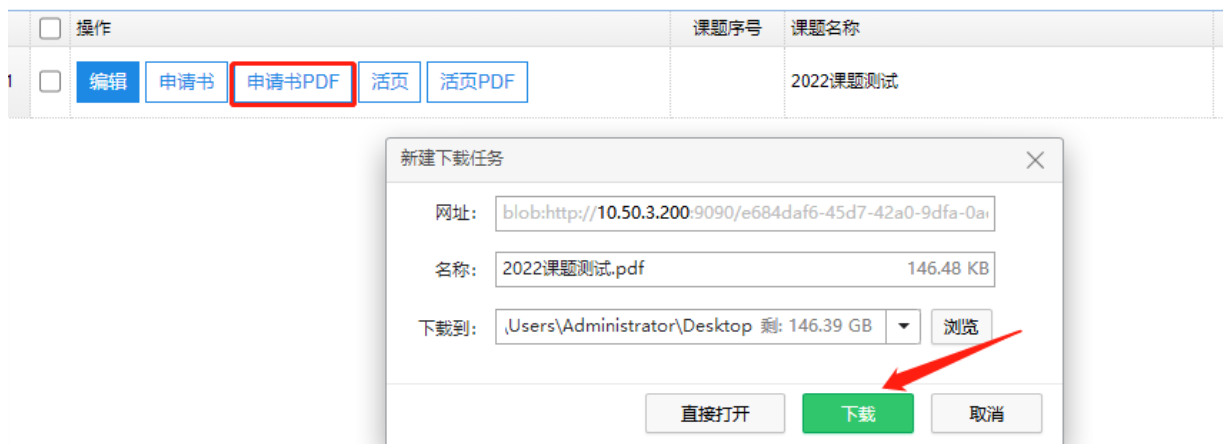 操作 课题序号 课题名称
1 编辑 申请书 申请书PDF 活页 活页PDF 2022课题测试
新建下载任务
网址: blob:http://10.50.3.200:9090/e684daf6-45d7-42a0-9dfa-0a
名称: 2022课题测试.pdf 146.48 KB
下载到: \Users\Administrator\Desktop 剩: 146.39 GB 浏览
直接打开 下载 取消